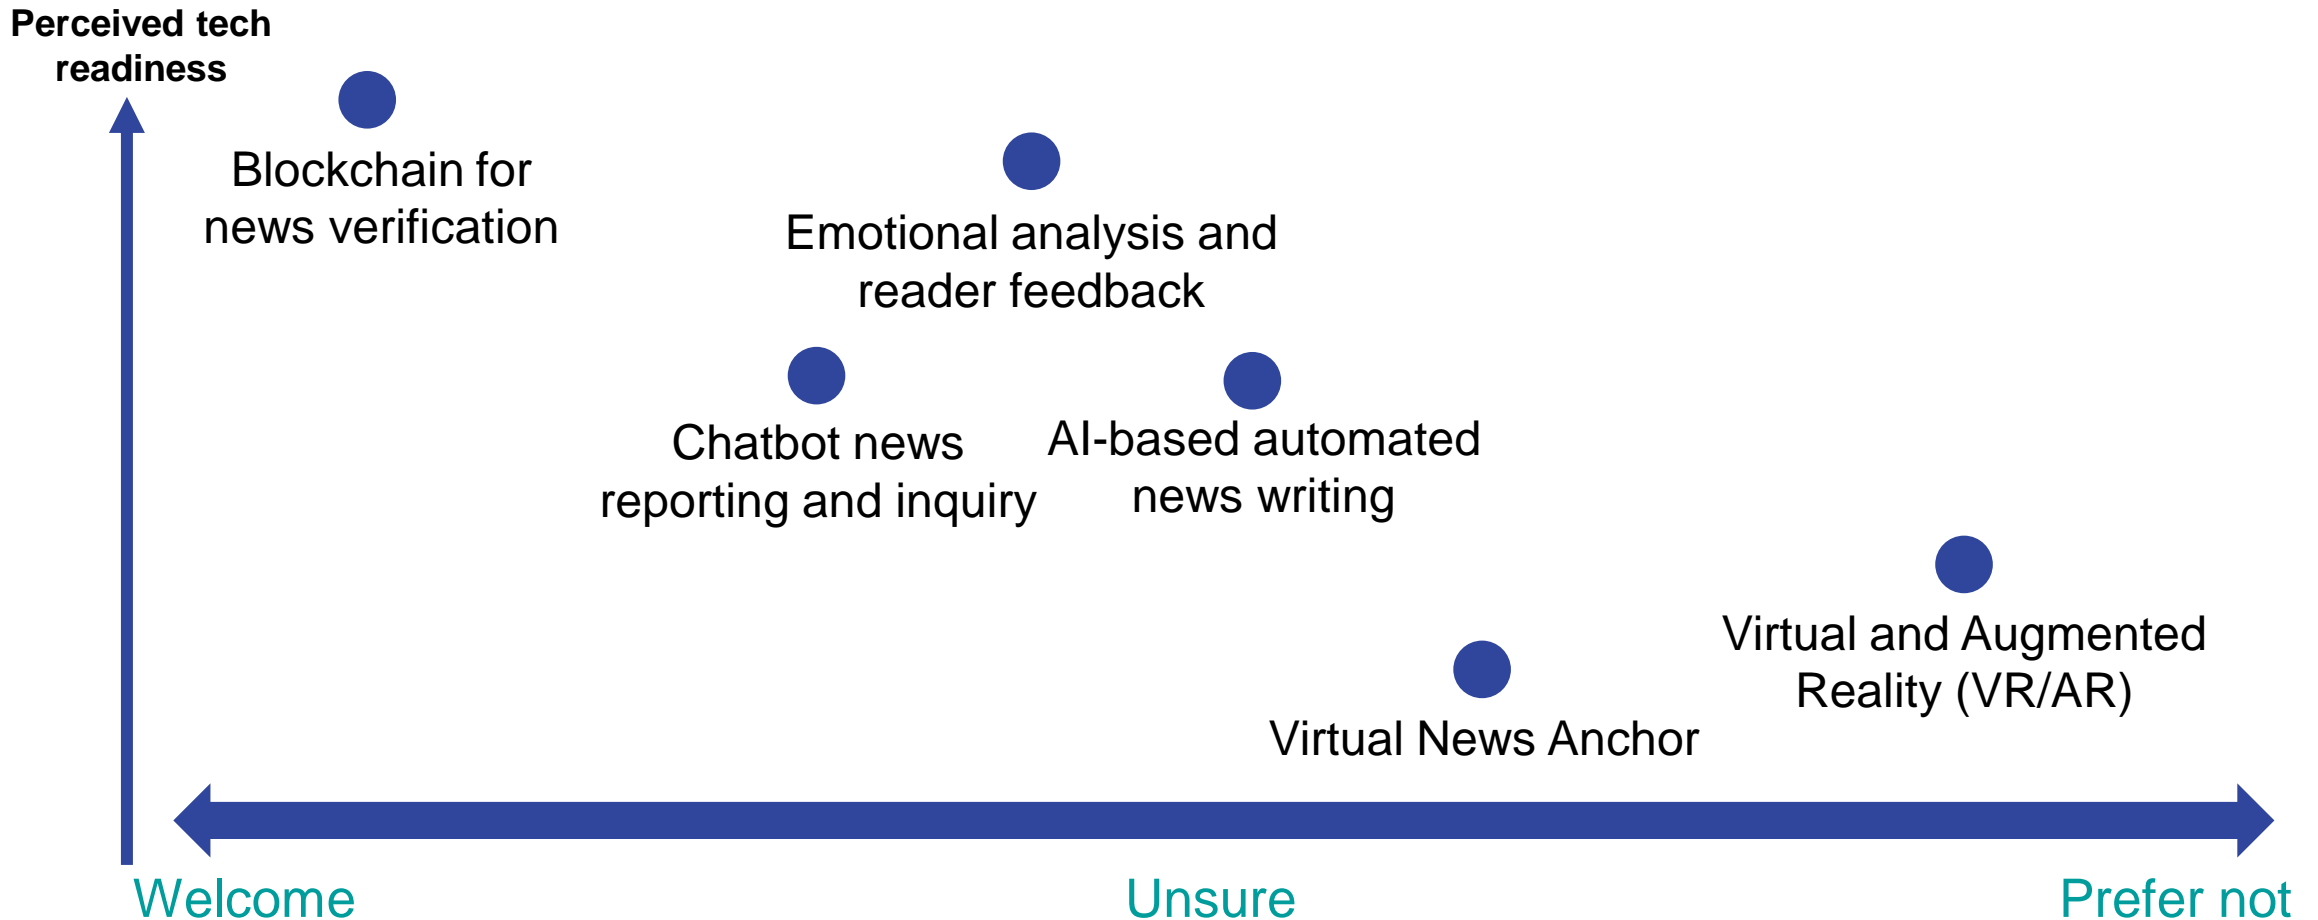 Perceived tech
readiness
Blockchain for
news verification
Emotional analysis and
reader feedback
Chatbot news
reporting and inquiry
AI-based automated
news writing
Virtual and Augmented
Reality (VR/AR)
Virtual News Anchor
Welcome
Unsure
Prefer not